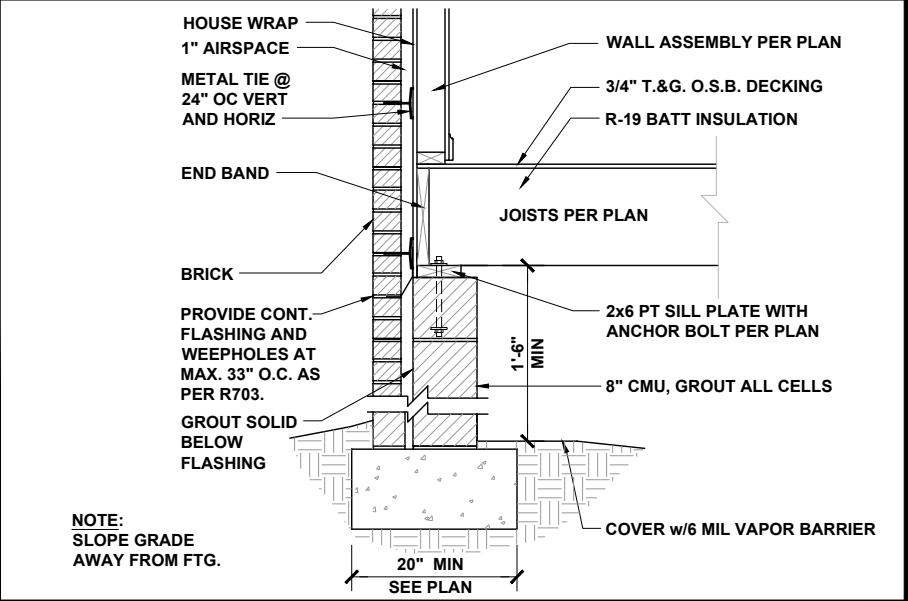 HOUSE WRAP
1" AIRSPACE
METAL TIE @
24" OC VERT
AND HORIZ
END BAND
BRICK
PROVIDE CONT.
FLASHING AND
WEEPHOLES AT
MAX. 33" O.C. AS
PER R703.
GROUT SOLID
BELOW
FLASHING
NOTE:
SLOPE GRADE
AWAY FROM FTG.
WALL ASSEMBLY PER PLAN
3/4" T.&G. O.S.B. DECKING
R-19 BATT INSULATION
JOISTS PER PLAN
2x6 PT SILL PLATE WITH
ANCHOR BOLT PER PLAN
1'-6"
MIN
8" CMU, GROUT ALL CELLS
COVER w/6 MIL VAPOR BARRIER
20" MIN
SEE PLAN